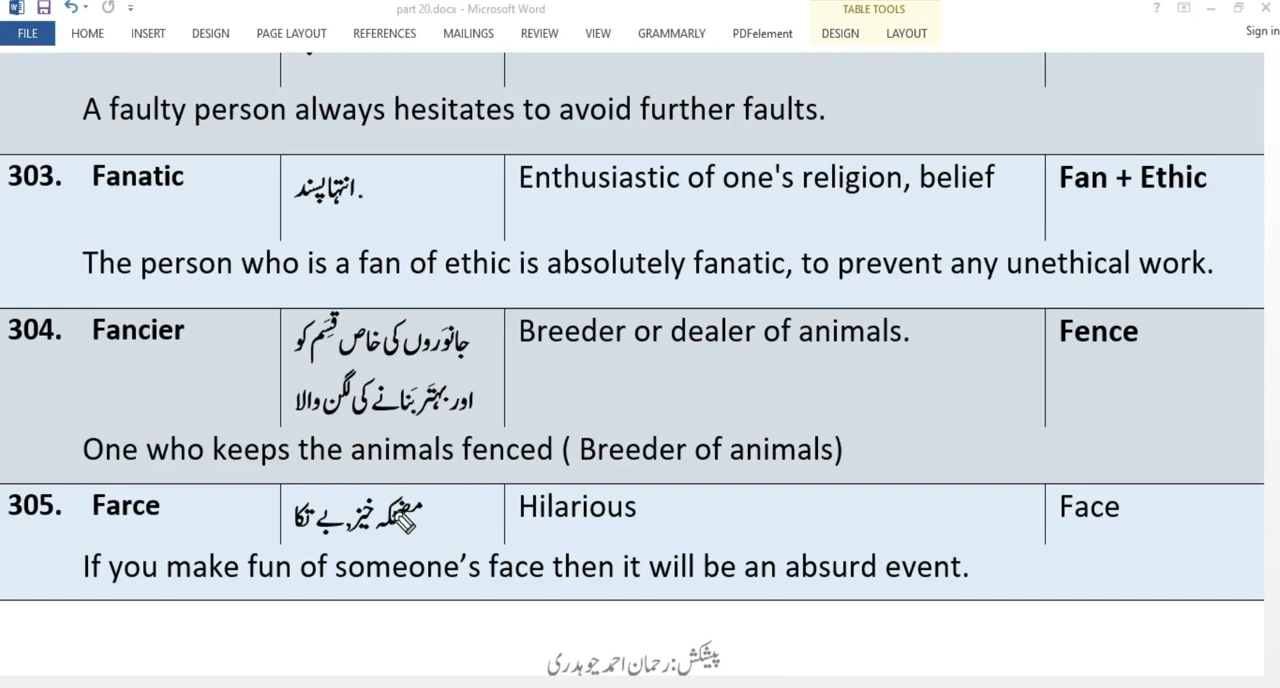 part 20.docx - Microsoft Word
TABLE TOOLS
?
FILE HOME INSERT DESIGN PAGE LAYOUT REFERENCES MAILINGS REVIEW VIEW GRAMMARLY PDFelement DESIGN LAYOUT Sign in
A faulty person always hesitates to avoid further faults.
303. Fanatic انتہا پسند. Enthusiastic of one's religion, belief Fan + Ethic
The person who is a fan of ethic is absolutely fanatic, to prevent any unethical work.
304. Fancier جانوَروں کی خاص قِسَم کو Breeder or dealer of animals. Fence
اور بہتَر بَنانے کی لگن والا
One who keeps the animals fenced ( Breeder of animals)
305. Farce مضحکہ خیز, بے تکا Hilarious Face
If you make fun of someone’s face then it will be an absurd event.
پیشکش: رحمان احمد چوہدری